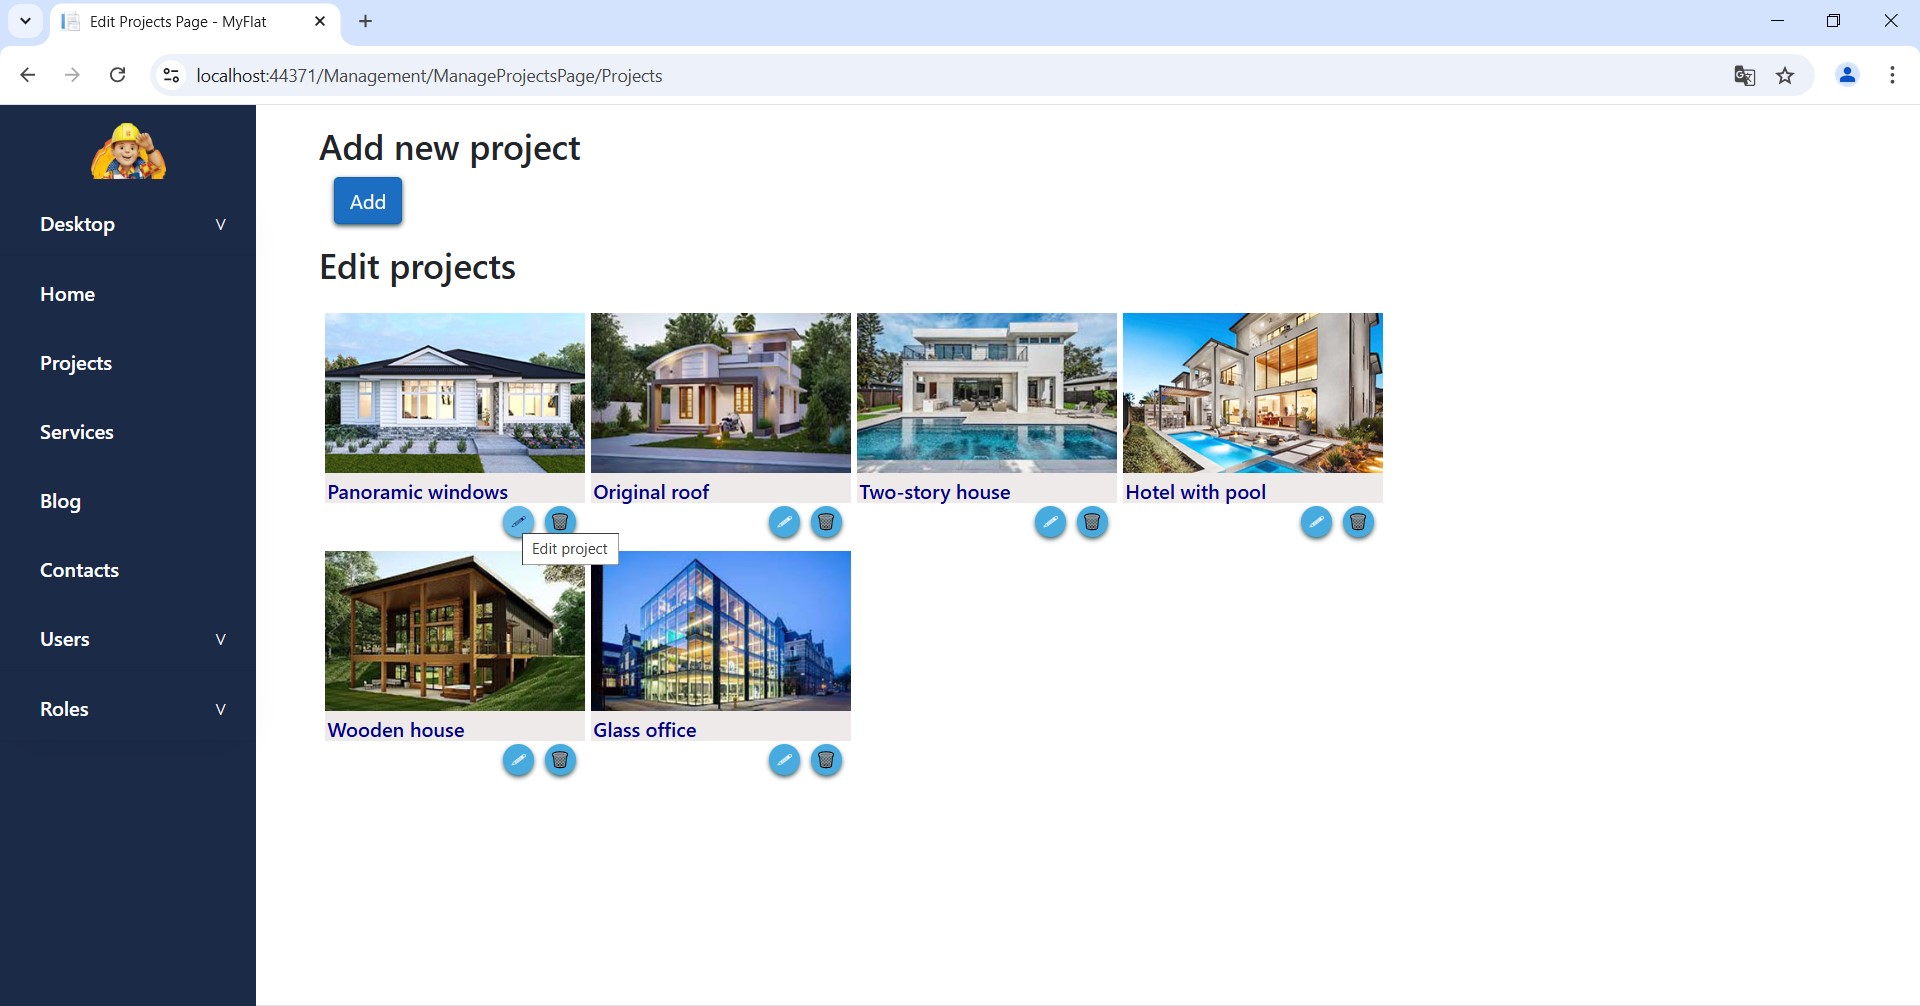 Edit Projects Page - MyFlat
localhost:44371/Management/ManageProjectsPage/Projects
Add new project
Add
Desktop V
Home
Projects
Services
Blog
Contacts
Users V
Roles V
Edit projects
Panoramic windows
Original roof
Two-story house
Hotel with pool
Edit project
Wooden house
Glass office